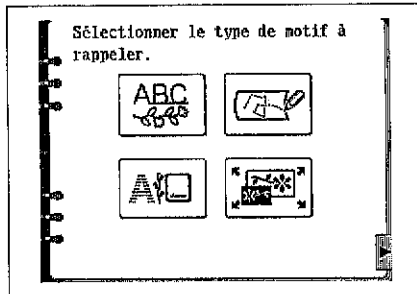 Sélectionner le type de motif à
rappeler.
ABC
A